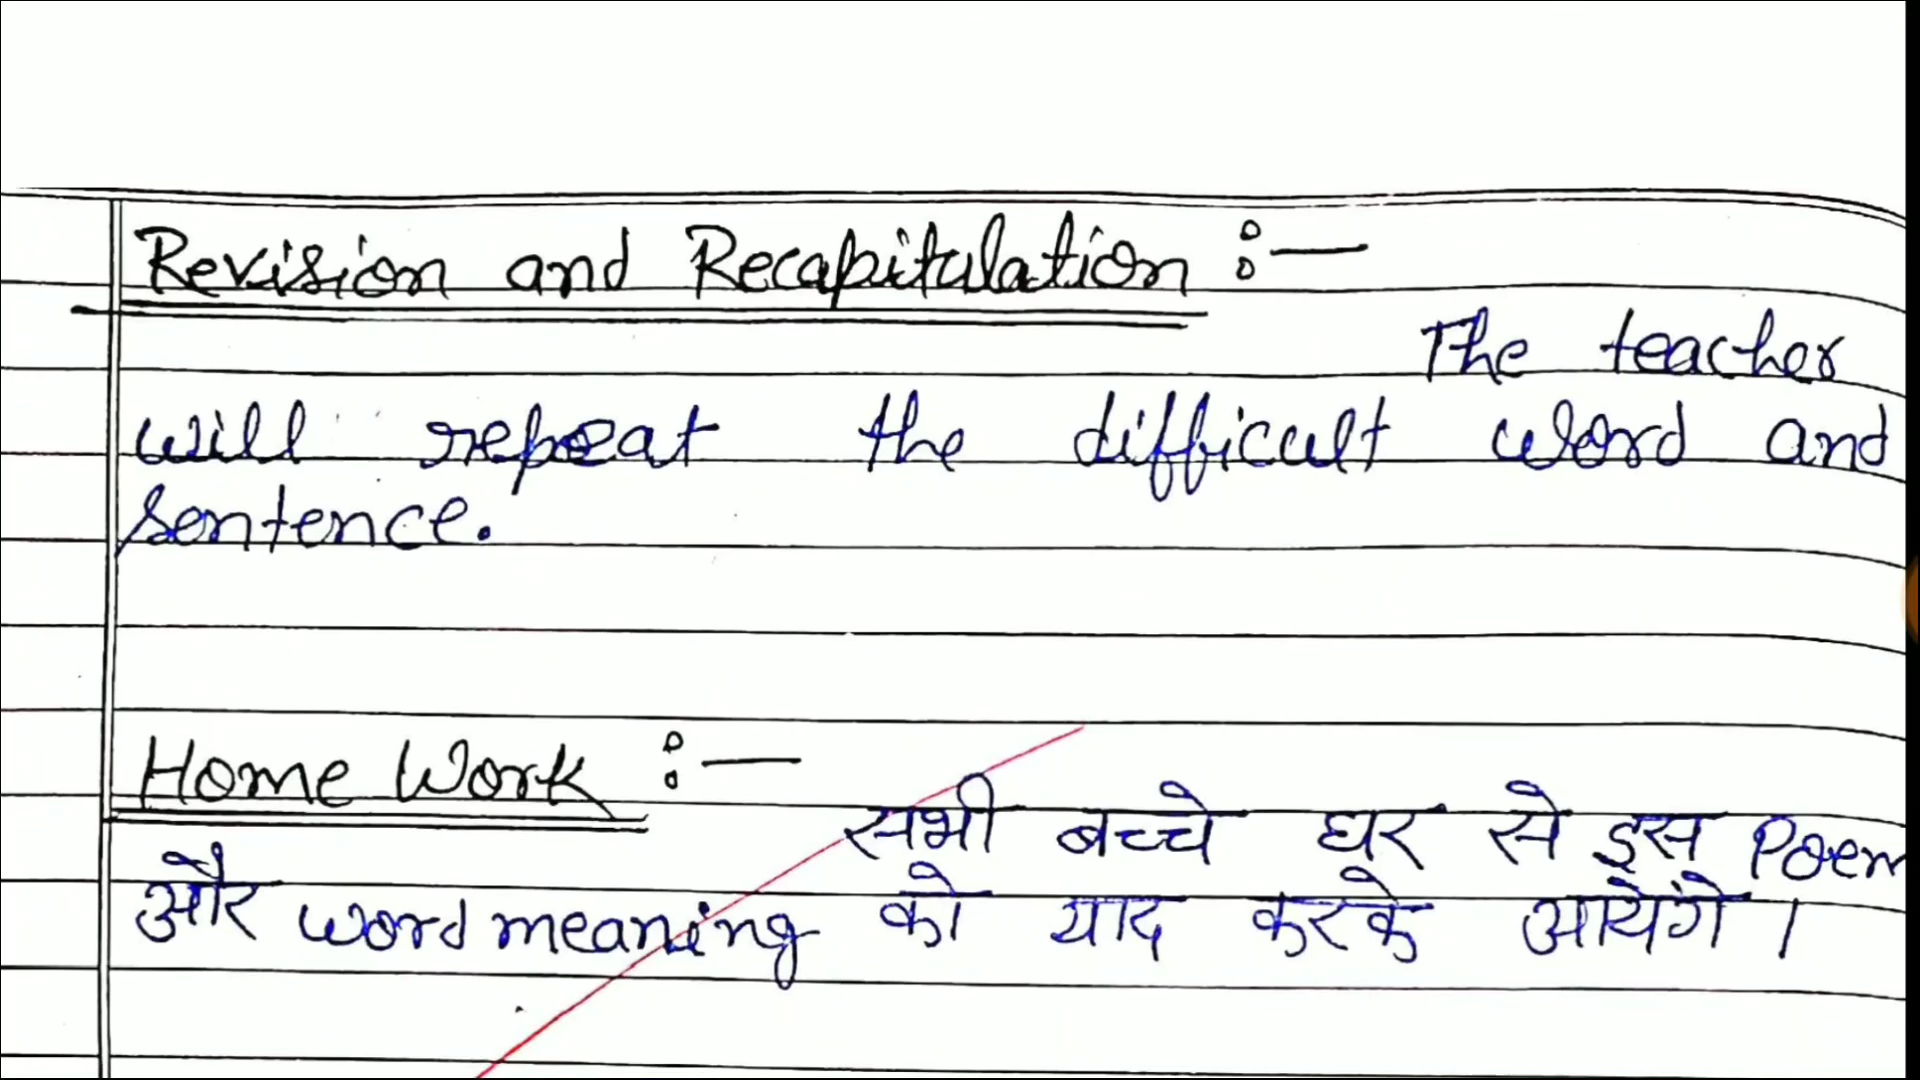 Revision and Recapitulation :—
The teacher
will repeat the difficult word and
sentence.
Home Work :—
सभी बच्चे घर से इस Poem
और word meaning को याद करके आयेंगे ।